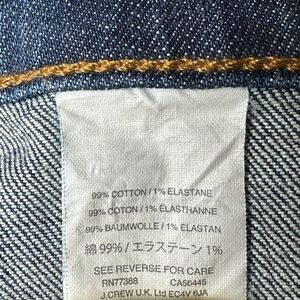 99% COTTON / 1% ELASTANE
99% COTON / 1% ÉLASTHANNE
99% BAUMWOLLE / 1% ELASTAN
綿 99% / エラステーン 1%
SEE REVERSE FOR CARE
RN77388 CA56445
J.CREW U.K. Ltd EC4V 6JA